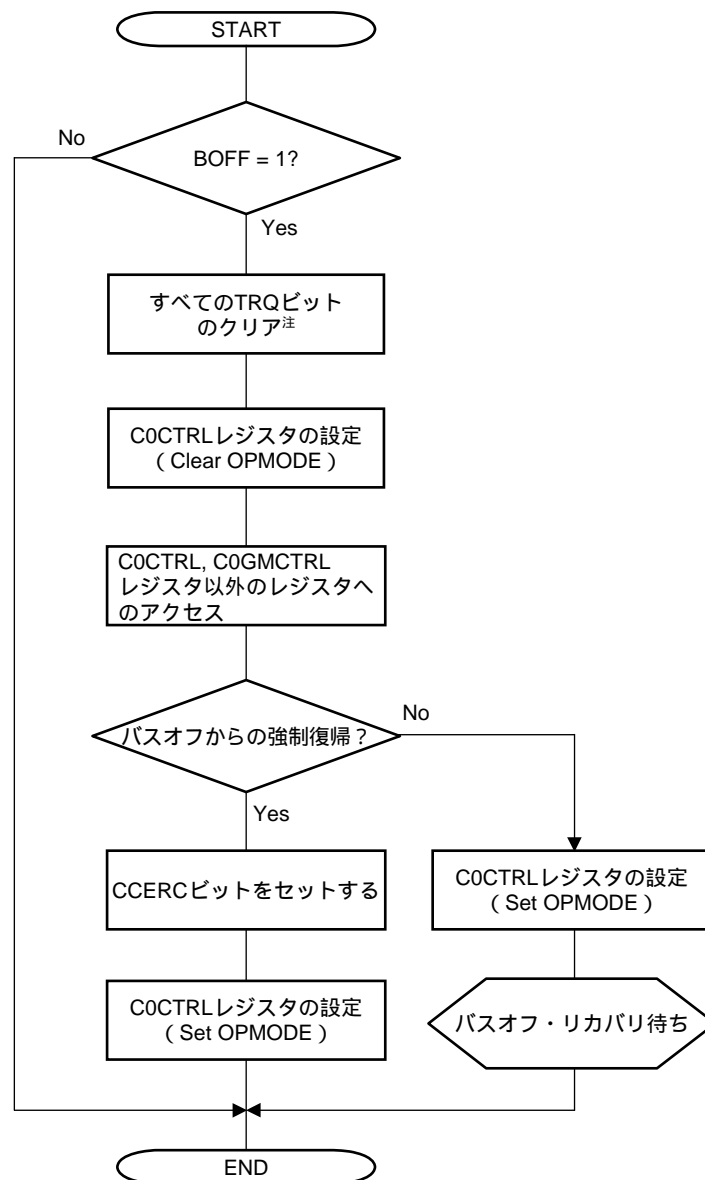 START
No
BOFF = 1?
Yes
すべてのTRQビット
のクリア注
C0CTRLレジスタの設定
（Clear OPMODE）
C0CTRL, C0GMCTRL
レジスタ以外のレジスタへ
のアクセス
バスオフからの強制復帰？
No
Yes
CCERCビットをセットする
C0CTRLレジスタの設定
（Set OPMODE）
C0CTRLレジスタの設定
（Set OPMODE）
バスオフ・リカバリ待ち
END